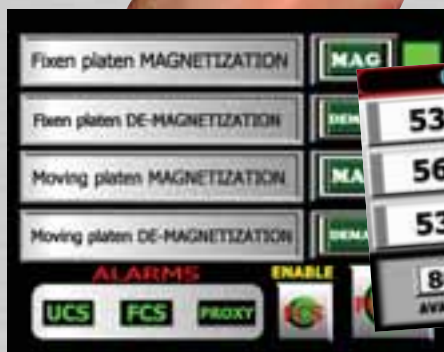 Fixen platen MAGNETIZATION MAG
Fixen platen DE-MAGNETIZATION
Moving platen MAGNETIZATION
Moving platen DE-MAGNETIZATION
53
56
53
8
ALARMS ENABLE
UCS FCS PROXY